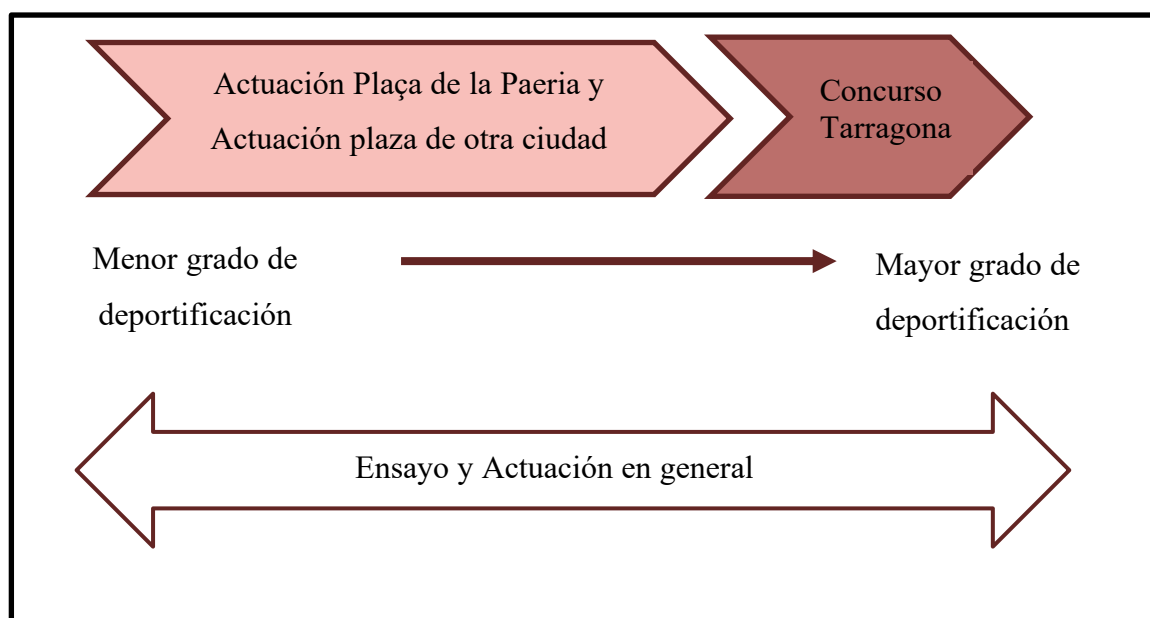 Actuación Plaça de la Paeria y
Actuación plaza de otra ciudad
Concurso
Tarragona
Menor grado de
deportificación
Mayor grado de
deportificación
Ensayo y Actuación en general